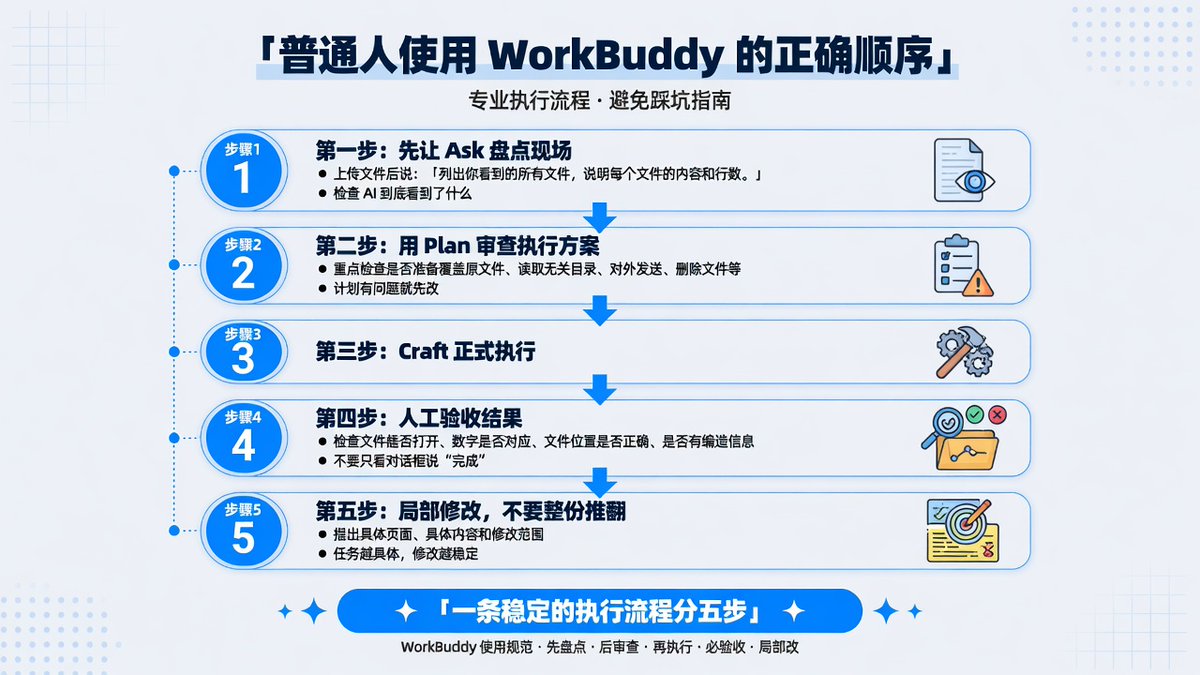 「普通人使用 WorkBuddy 的正确顺序」
专业执行流程 · 避免踩坑指南
步骤1
1
第一步：先让 Ask 盘点现场
● 上传文件后说：「列出你看到的所有文件，说明每个文件的内容和行数。」
● 检查 AI 到底看到了什么
步骤2
2
第二步：用 Plan 审查执行方案
● 重点检查是否准备覆盖原文件、读取无关目录、对外发送、删除文件等
● 计划有问题就先改
步骤3
3
第三步：Craft 正式执行
步骤4
4
第四步：人工验收结果
● 检查文件能否打开、数字是否对应、文件位置是否正确、是否有编造信息
● 不要只看对话框说“完成”
步骤5
5
第五步：局部修改，不要整份推翻
● 提出具体页面、具体内容和修改范围
● 任务越具体，修改越稳定
「一条稳定的执行流程分五步」
WorkBuddy 使用规范 · 先盘点 · 后审查 · 再执行 · 必验收 · 局部改